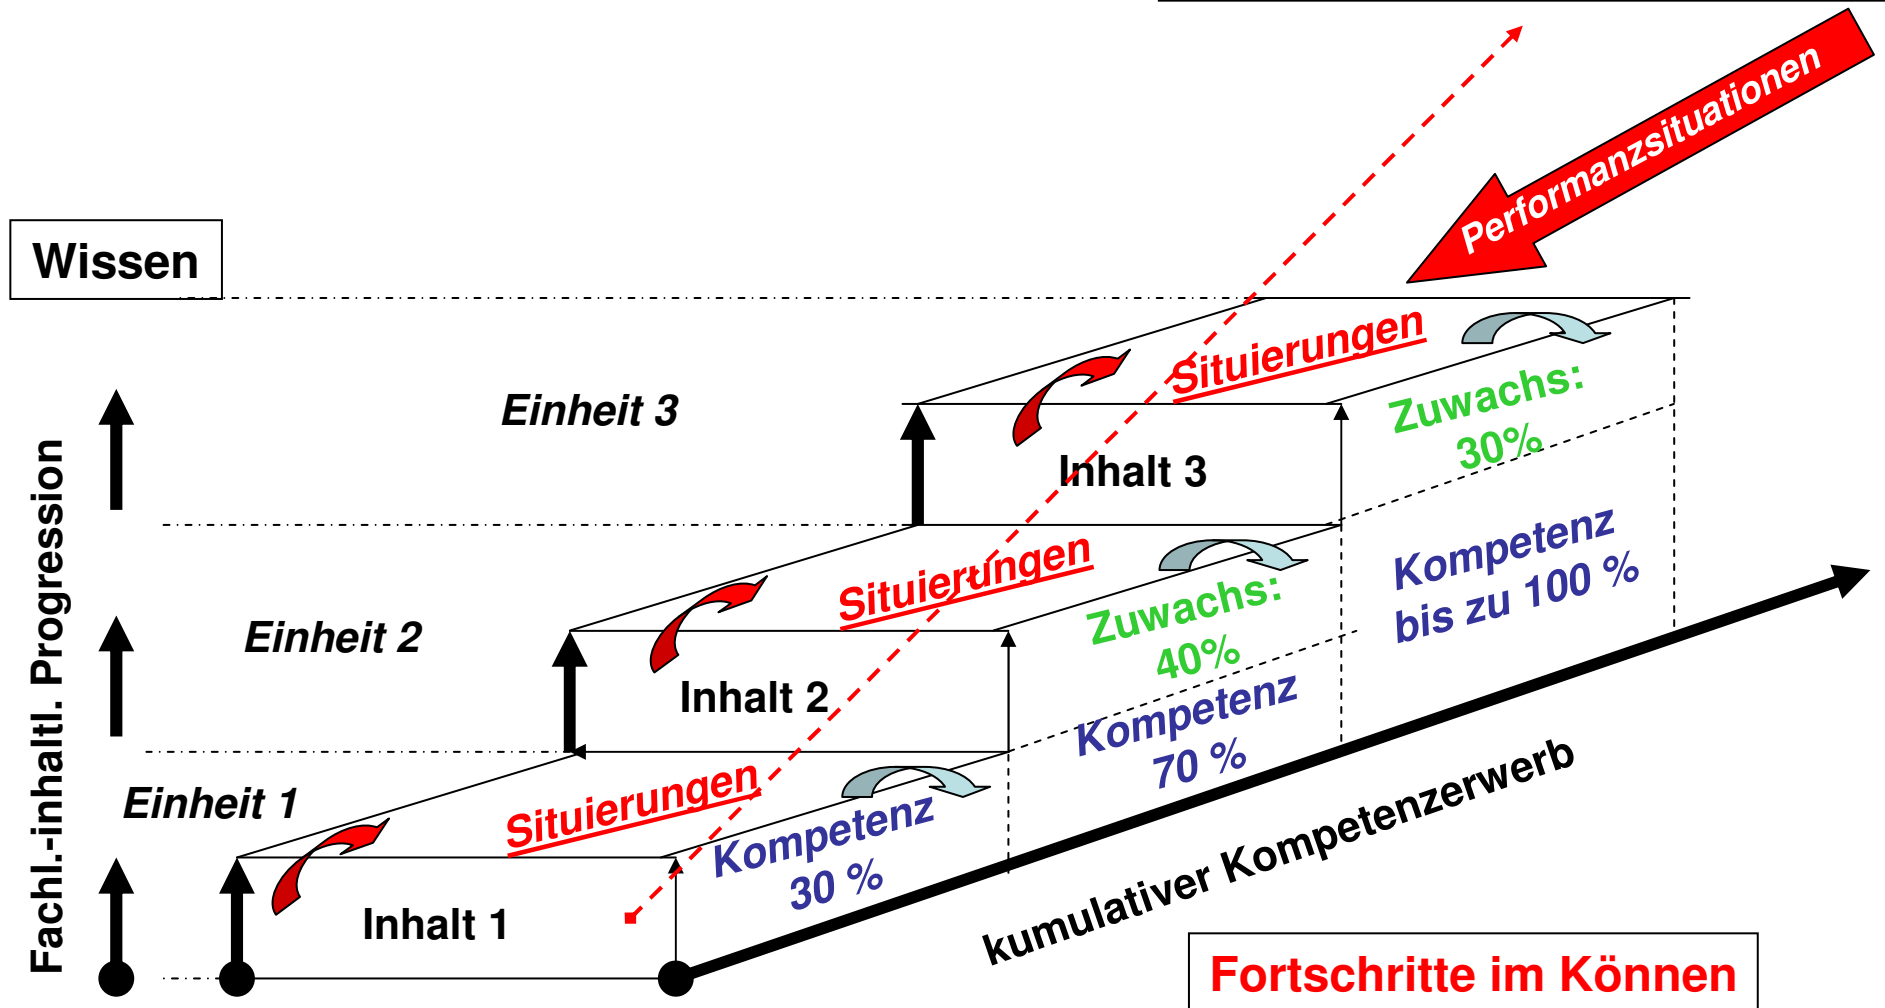 Performanzsituationen
Wissen
Situierungen
Zuwachs:
30%
Einheit 3
Inhalt 3
Fachl.-inhaltl. Progression
Kompetenz
bis zu 100 %
Situierungen
Zuwachs:
40%
Einheit 2
Inhalt 2
Kompetenz
70 %
Einheit 1
Situierungen
Kompetenz
30 %
Inhalt 1
kumulativer Kompetenzerwerb
Fortschritte im Können